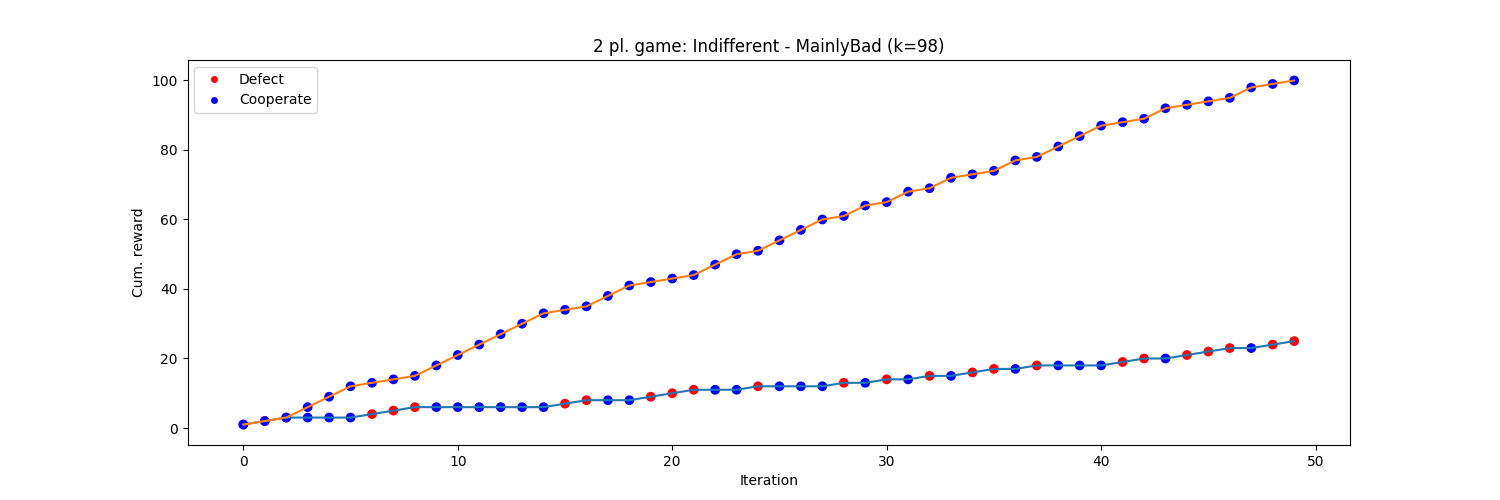 2 pl. game: Indifferent - MainlyBad (k=98)
Defect
Cooperate
100
80
60
40
20
0
Cum. reward
0 10 20 30 40 50
Iteration